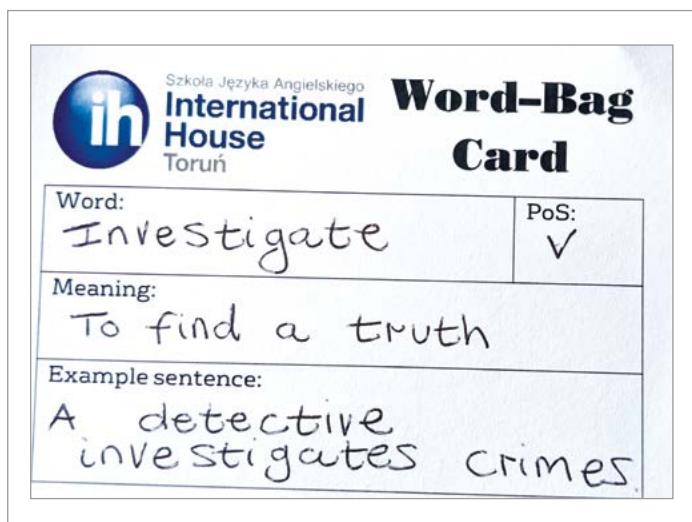 ih
Szkoła Języka Angielskiego
International
House
Toruń
Word-Bag
Card
Word:
Investigate
PoS:
V
Meaning:
To find a truth
Example sentence:
A detective
investigates crimes.